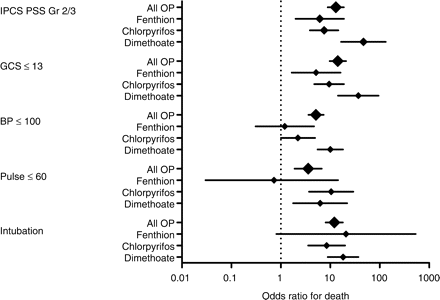 IPCS PSS Gr 2/3
All OP
Fenthion
Chlorpyrifos
Dimethoate
GCS ≤ 13
All OP
Fenthion
Chlorpyrifos
Dimethoate
BP ≤ 100
All OP
Fenthion
Chlorpyrifos
Dimethoate
Pulse ≤ 60
All OP
Fenthion
Chlorpyrifos
Dimethoate
Intubation
All OP
Fenthion
Chlorpyrifos
Dimethoate
0.01 0.1 1 10 100 1000
Odds ratio for death